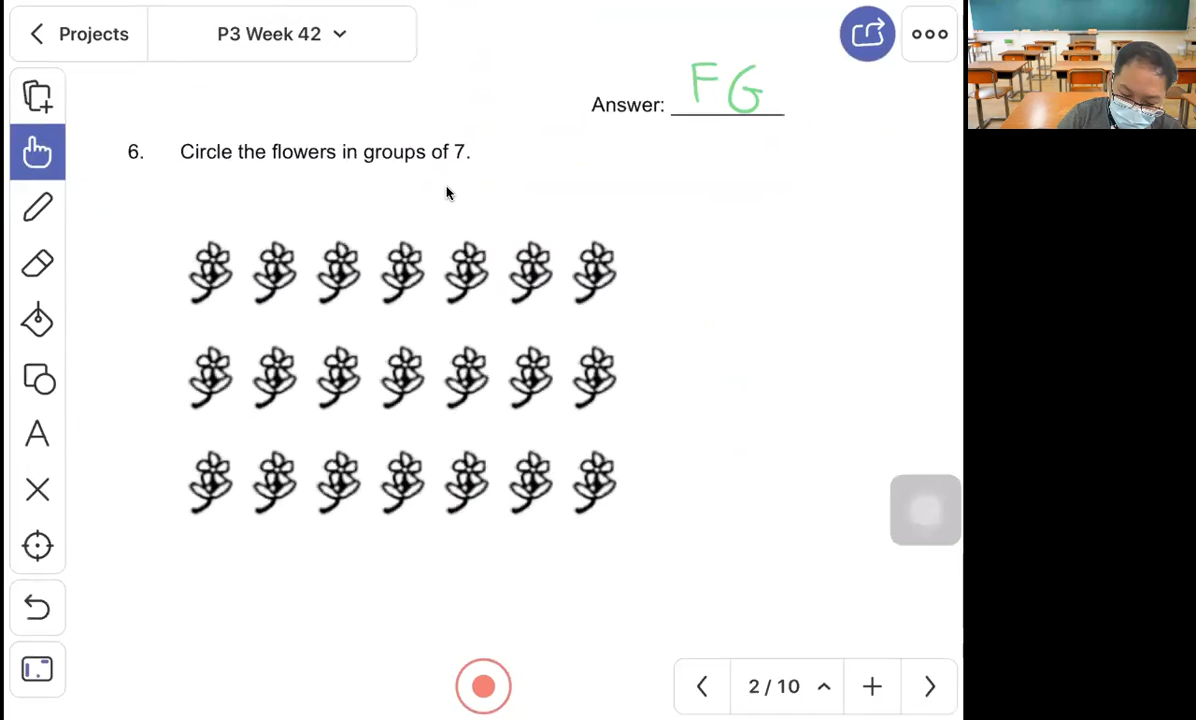 Projects
P3 Week 42
Answer: FG
6. Circle the flowers in groups of 7.
A
2 / 10